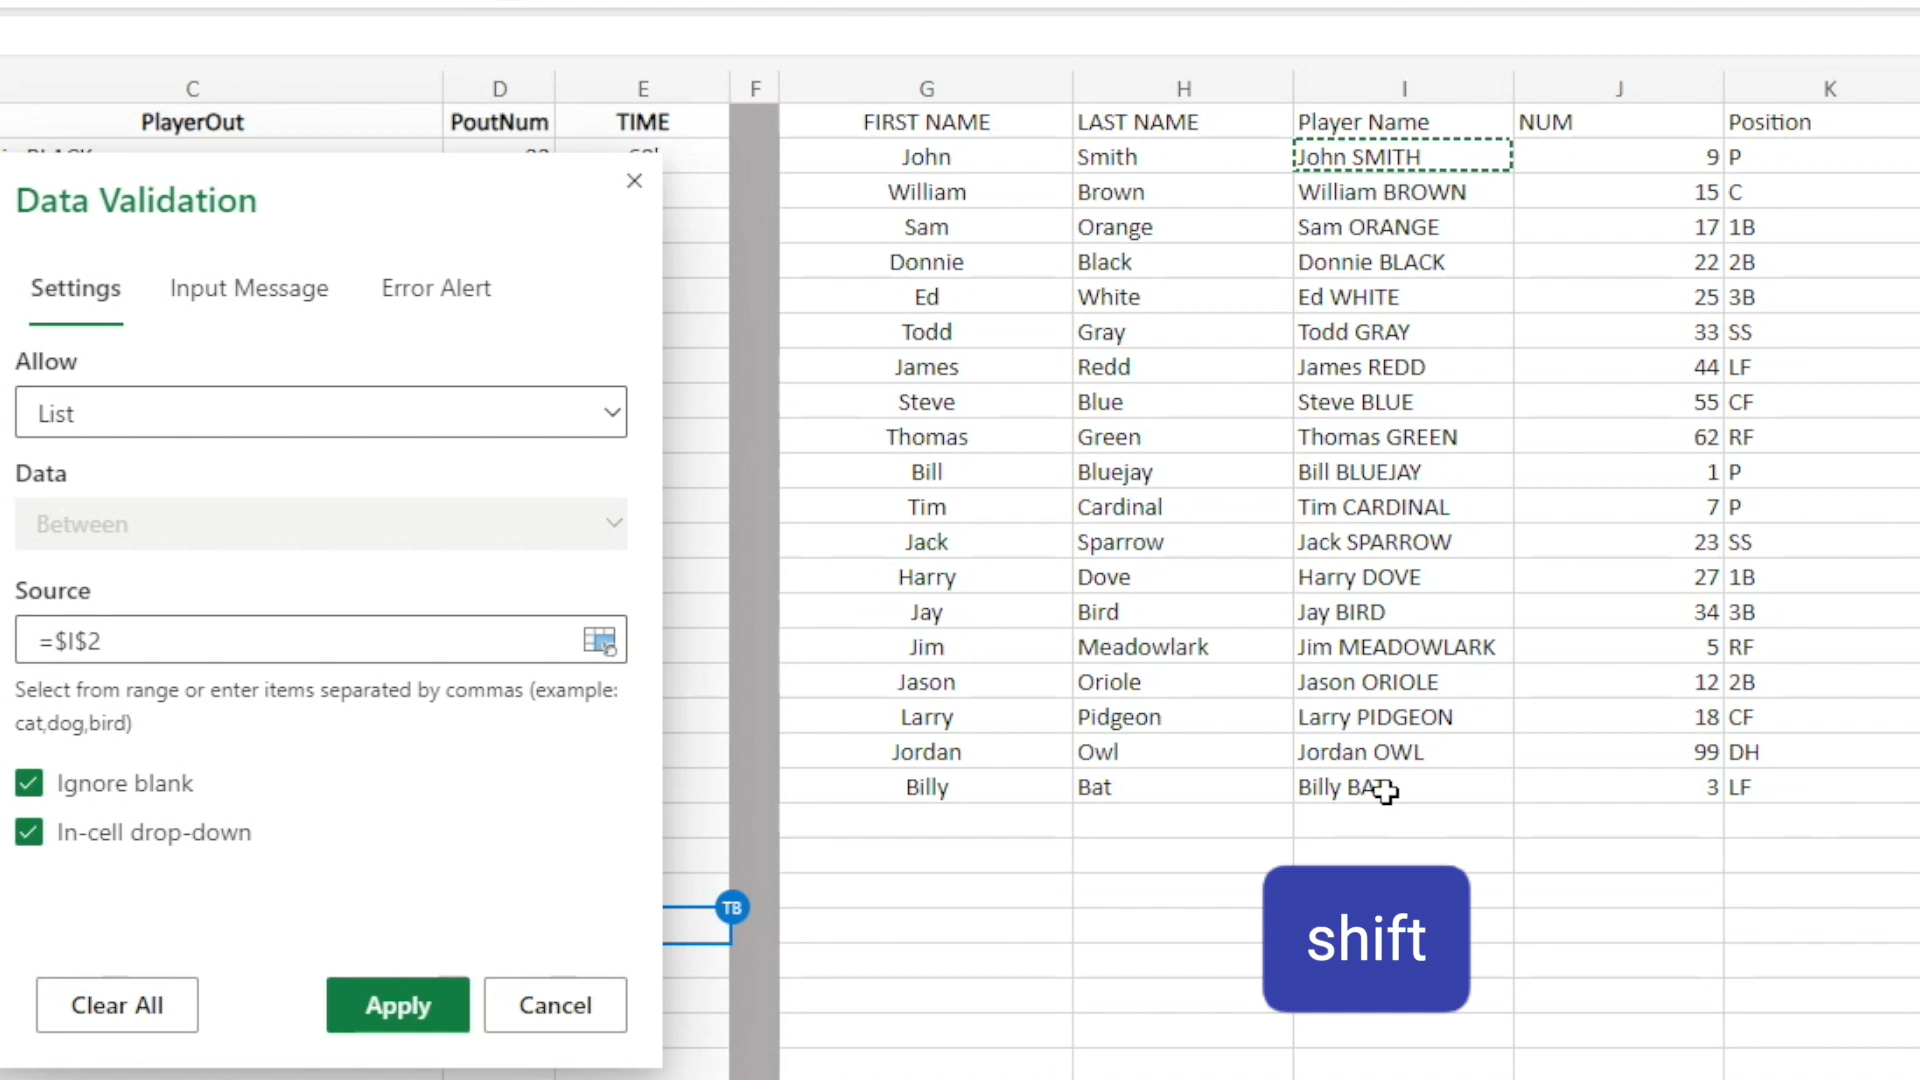 C D E F G H I J K
PlayerOut PoutNum TIME FIRST NAME LAST NAME Player Name NUM Position
John Smith John SMITH 9 P
William Brown William BROWN 15 C
Sam Orange Sam ORANGE 17 1B
Donnie Black Donnie BLACK 22 2B
Ed White Ed WHITE 25 3B
Todd Gray Todd GRAY 33 SS
James Redd James REDD 44 LF
Steve Blue Steve BLUE 55 CF
Thomas Green Thomas GREEN 62 RF
Bill Bluejay Bill BLUEJAY 1 P
Tim Cardinal Tim CARDINAL 7 P
Jack Sparrow Jack SPARROW 23 SS
Harry Dove Harry DOVE 27 1B
Jay Bird Jay BIRD 34 3B
Jim Meadowlark Jim MEADOWLARK 5 RF
Jason Oriole Jason ORIOLE 12 2B
Larry Pidgeon Larry PIDGEON 18 CF
Jordan Owl Jordan OWL 99 DH
Billy Bat Billy BAT 3 LF
Data Validation
Settings Input Message Error Alert
Allow
List
Data
Between
Source
=$I$2
Select from range or enter items separated by commas (example:
cat,dog,bird)
Ignore blank
In-cell drop-down
Clear All Apply Cancel
TB
shift